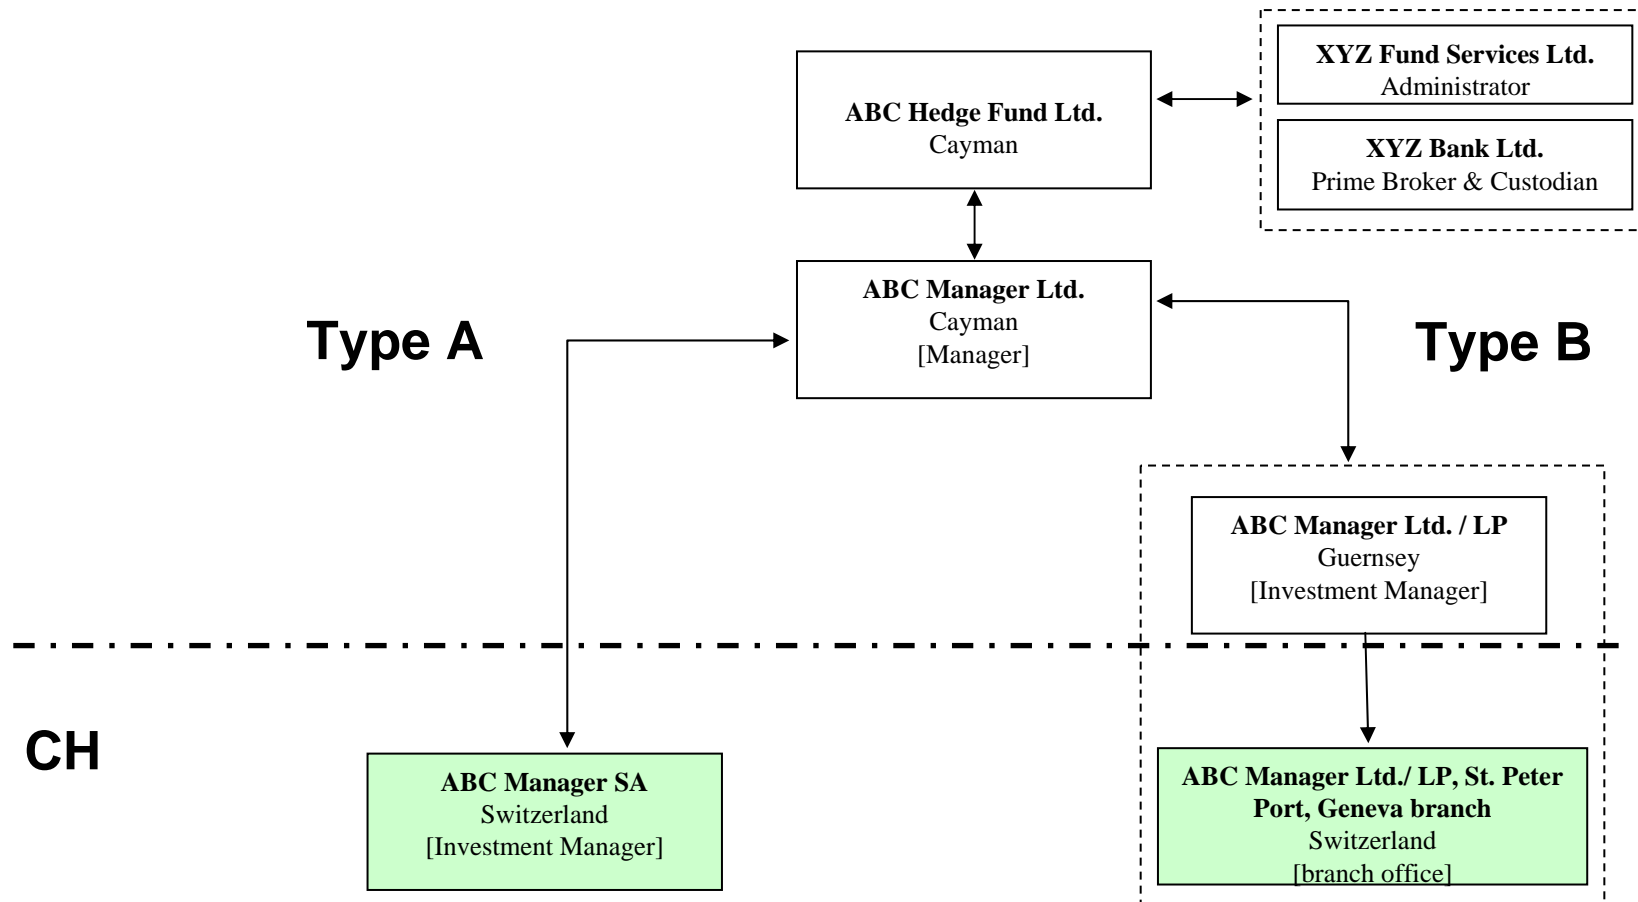 XYZ Fund Services Ltd.
Administrator
ABC Hedge Fund Ltd.
Cayman
XYZ Bank Ltd.
Prime Broker & Custodian
ABC Manager Ltd.
Cayman
[Manager]
Type A
Type B
ABC Manager Ltd. / LP
Guernsey
[Investment Manager]
CH
ABC Manager SA
Switzerland
[Investment Manager]
ABC Manager Ltd./ LP, St. Peter
Port, Geneva branch
Switzerland
[branch office]